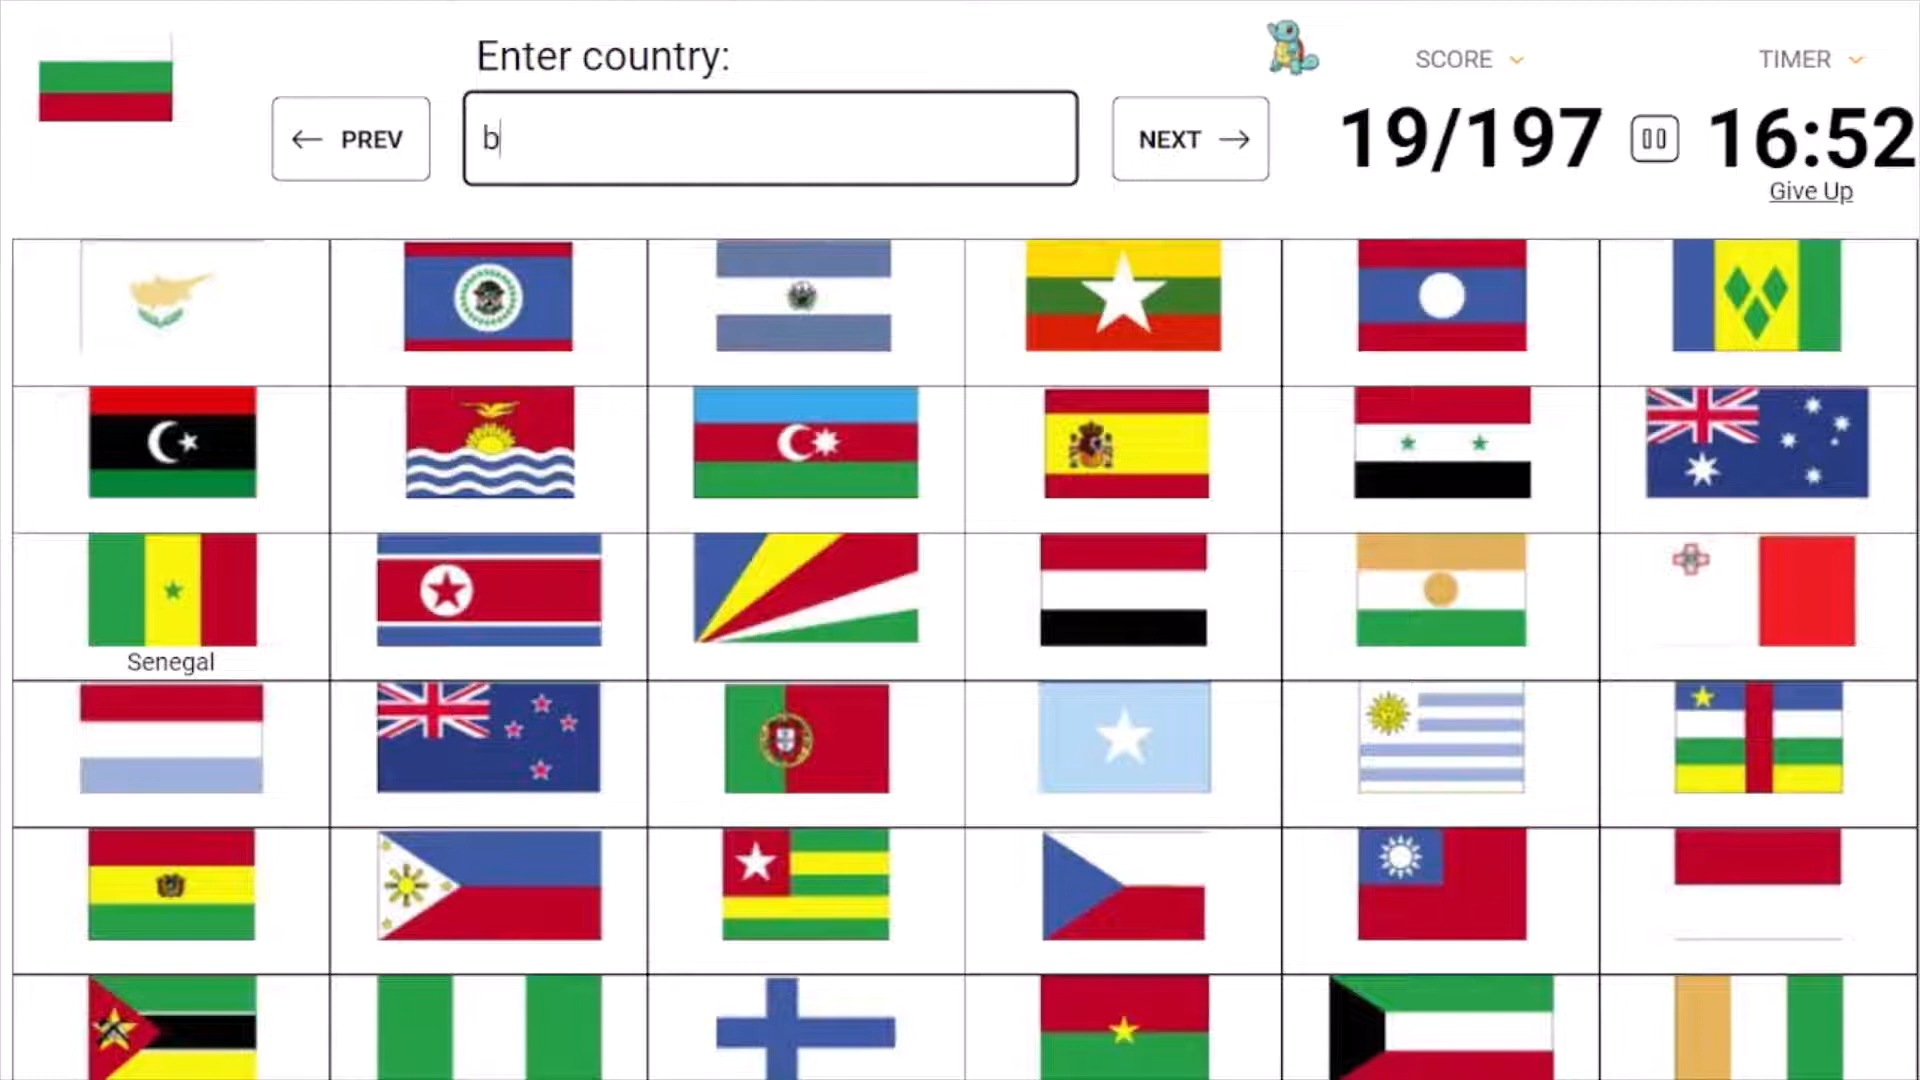 Enter country:
SCORE
TIMER
← PREV
b
NEXT →
19/197
16:52
Give Up
Senegal